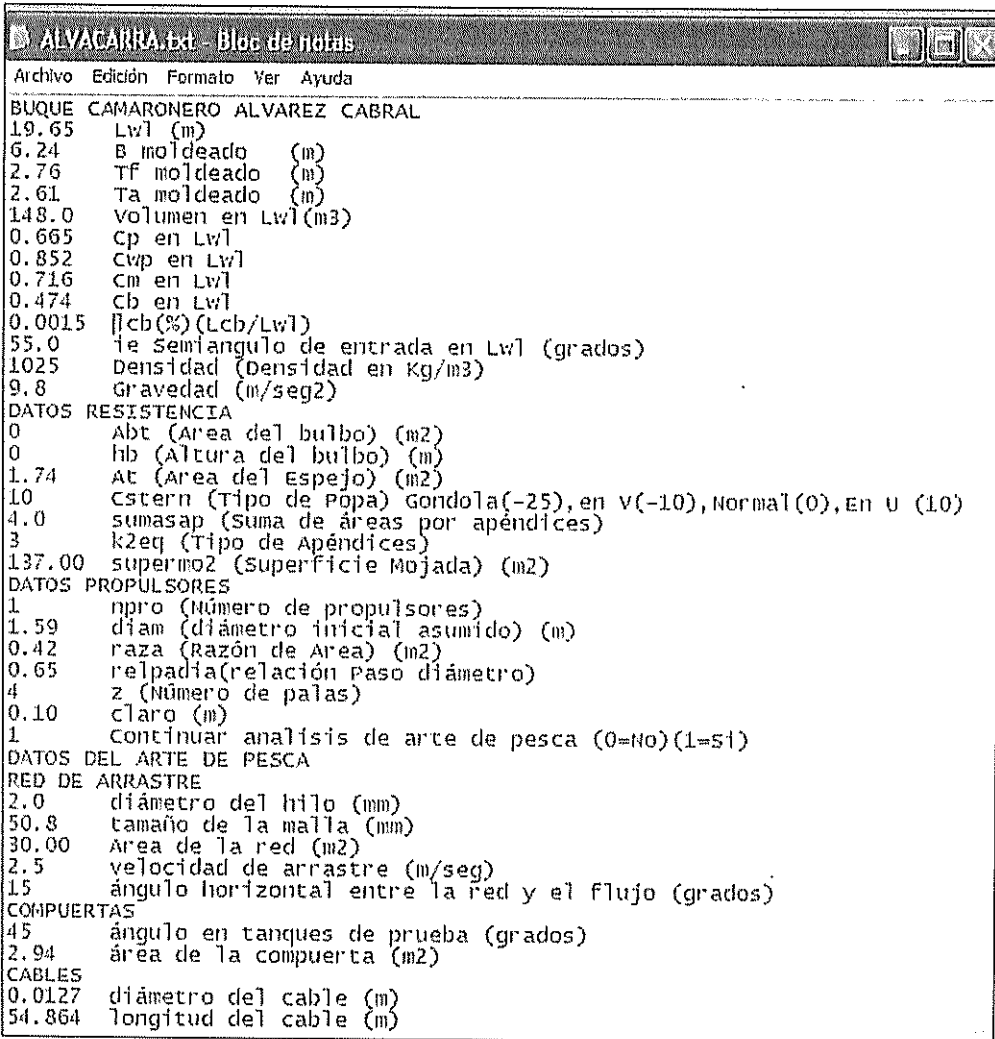 ALVACARRA.txt - Bloc de notas
Archivo Edición Formato Ver Ayuda
BUQUE CAMARONERO ALVAREZ CABRAL
19.65 Lwl (m)
6.24 B moldeado (m)
2.76 Tf moldeado (m)
2.61 Ta moldeado (m)
148.0 Volumen en Lwl(m3)
0.665 Cp en Lwl
0.852 Cwp en Lwl
0.716 Cm en Lwl
0.474 Cb en Lwl
0.0015 lcb(%)(Lcb/Lwl)
55.0 ie Semiangulo de entrada en Lwl (grados)
1025 Densidad (Densidad en Kg/m3)
9.8 Gravedad (m/seg2)
DATOS RESISTENCIA
0 Abt (Area del bulbo) (m2)
0 hb (Altura del bulbo) (m)
1.74 At (Area del Espejo) (m2)
10 Cstern (Tipo de Popa) Gondola(-25),en V(-10),Normal(0),En U (10)
4.0 sumasap (Suma de áreas por apéndices)
3 k2eq (Tipo de Apéndices)
137.00 supermo2 (Superficie Mojada) (m2)
DATOS PROPULSORES
1 npro (Número de propulsores)
1.59 diam (diámetro inicial asumido) (m)
0.42 raza (Razón de Area) (m2)
0.65 relpadia(relación Paso diámetro)
4 z (Número de palas)
0.10 claro (m)
1 Continuar analisis de arte de pesca (0=No)(1=Si)
DATOS DEL ARTE DE PESCA
RED DE ARRASTRE
2.0 diámetro del hilo (mm)
50.8 tamaño de la malla (mm)
30.00 Area de la red (m2)
2.5 velocidad de arrastre (m/seg)
15 ángulo horizontal entre la red y el flujo (grados)
COMPUERTAS
45 ángulo en tanques de prueba (grados)
2.94 área de la compuerta (m2)
CABLES
0.0127 diámetro del cable (m)
54.864 longitud del cable (m)